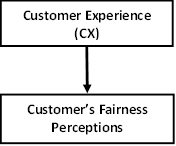 Customer Experience
(CX)
Customer's Fairness
Perceptions